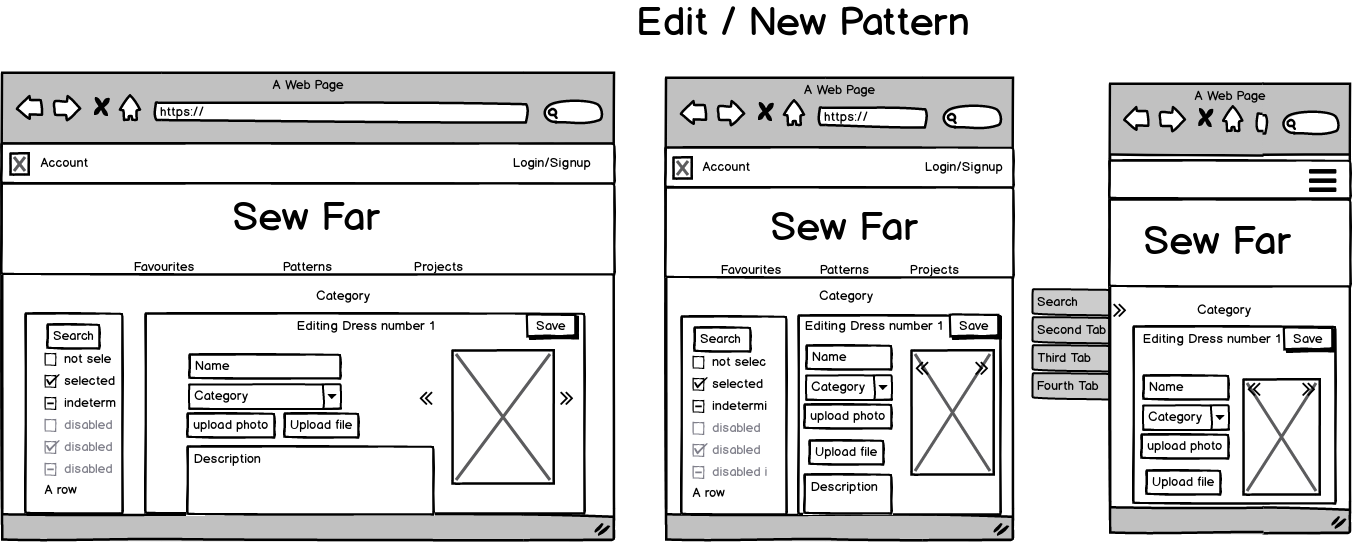 Edit / New Pattern
A Web Page
https://
Account
Login/Signup
Sew Far
Favourites
Patterns
Projects
Category
Search
not sele
selected
indeterm
disabled
disabled
disabled
A row
Editing Dress number 1
Save
Name
Category
upload photo
Upload file
Description
A Web Page
https://
Account
Login/Signup
Sew Far
Favourites
Patterns
Projects
Category
Search
not selec
selected
indetermi
disabled
disabled
disabled i
A row
Editing Dress number 1
Save
Name
Category
upload photo
Upload file
Description
Search
Second Tab
Third Tab
Fourth Tab
A Web Page
Sew Far
Category
Editing Dress number 1
Save
Name
Category
upload photo
Upload file